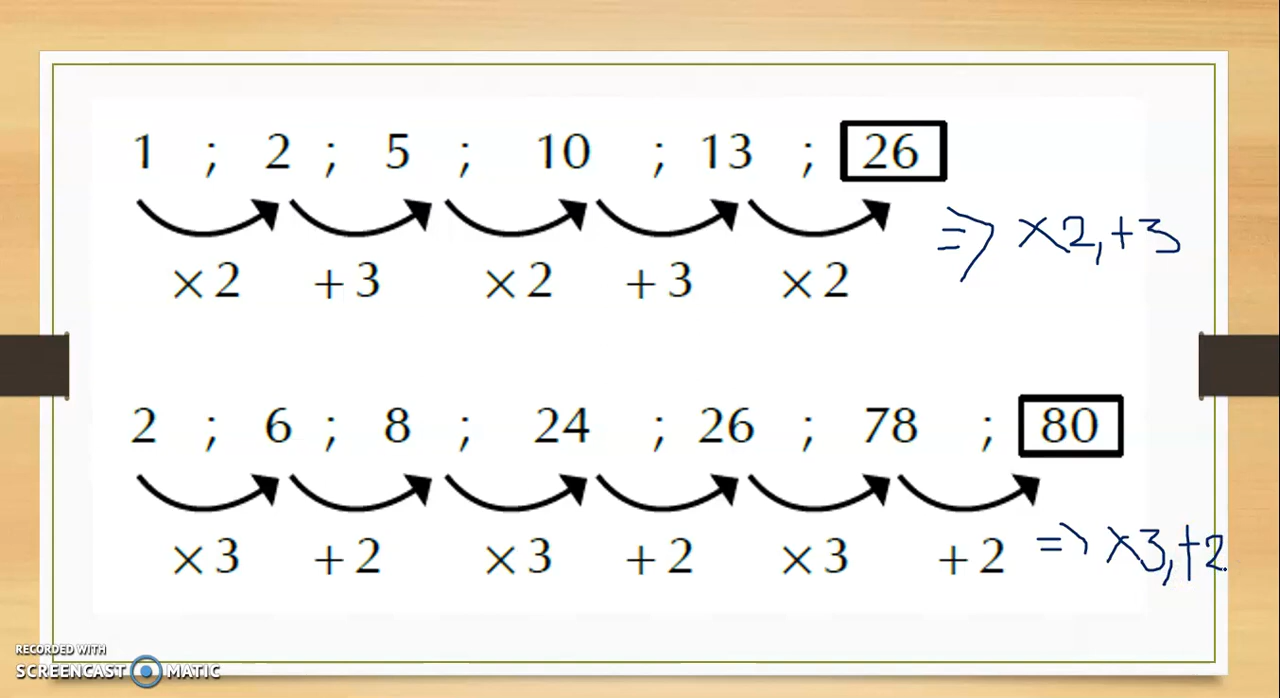 1 ; 2 ; 5 ; 10 ; 13 ; 26
×2 +3 ×2 +3 ×2
=> ×2,+3
2 ; 6 ; 8 ; 24 ; 26 ; 78 ; 80
×3 +2 ×3 +2 ×3 +2
=> ×3,+2
RECORDED WITH
SCREENCAST MATIC